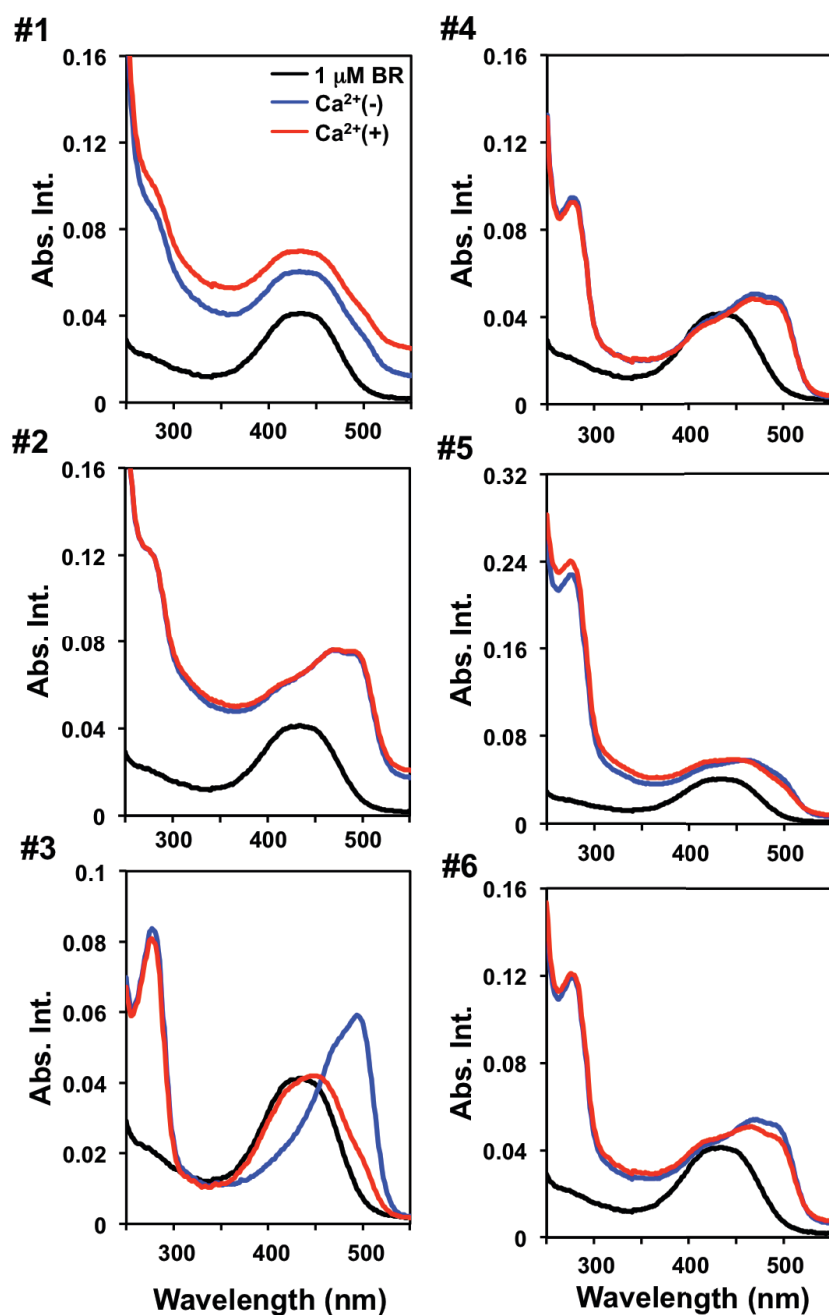 #1
0.16
0.12
0.08
0.04
0
Abs. Int.
1 μM BR
Ca²⁺(-)
Ca²⁺(+)
300 400 500
#2
0.16
0.12
0.08
0.04
0
Abs. Int.
300 400 500
#3
0.1
0.08
0.06
0.04
0.02
0
Abs. Int.
300 400 500
Wavelength (nm)
#4
0.16
0.12
0.08
0.04
0
Abs. Int.
300 400 500
#5
0.32
0.24
0.16
0.08
0
Abs. Int.
300 400 500
#6
0.16
0.12
0.08
0.04
0
Abs. Int.
300 400 500
Wavelength (nm)